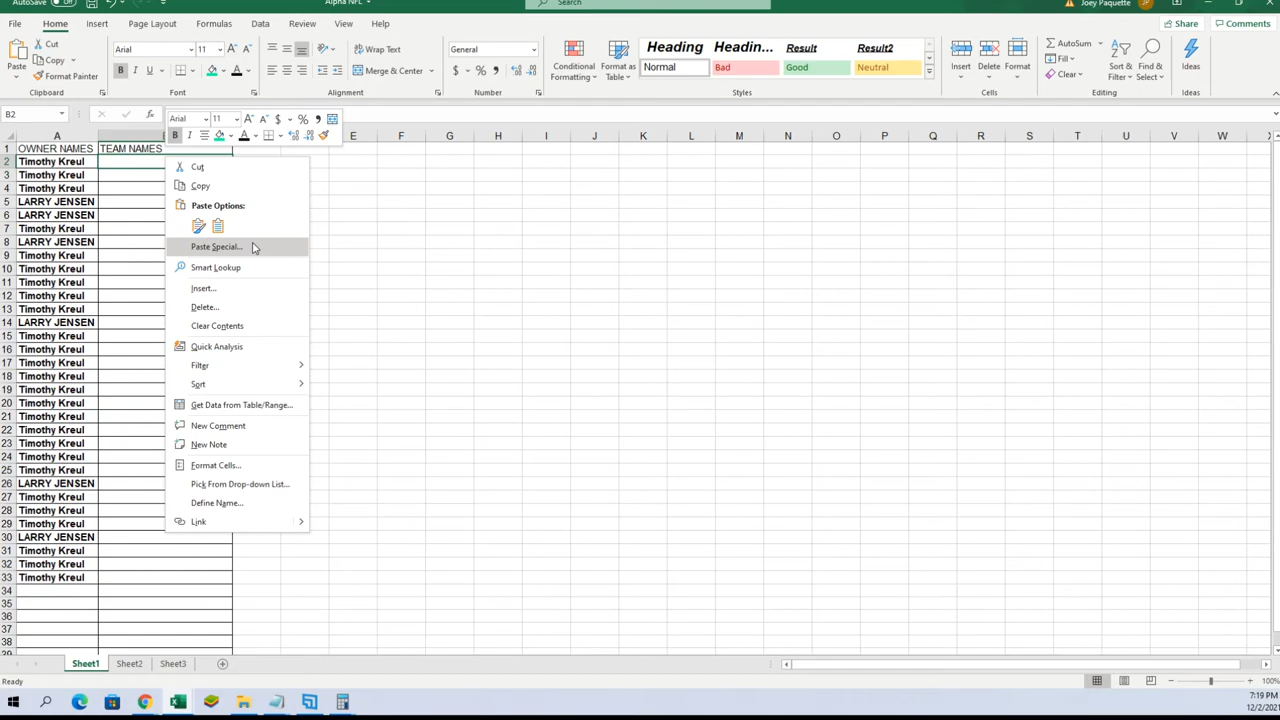 AutoSave Off Alpha NFL Search Joey Paquette JP
File Home Insert Page Layout Formulas Data Review View Help Share Comments
Paste Cut Copy Format Painter Clipboard
Arial 11 A A B I U A Font
Wrap Text Merge & Center Alignment
General $ % 9 Number
Conditional Formatting Format as Table
Heading Headin... Result Result2
Normal Bad Good Neutral
Styles
Insert Delete Format Cells
AutoSum Fill Clear Sort & Filter Find & Select Editing
Ideas Ideas
B2 fx
Arial 11 A A $ % 9
B I A
A E F G H I J K L M N O P Q R S T U V W
1 OWNER NAMES TEAM NAMES
2 Timothy Kreul
3 Timothy Kreul
4 Timothy Kreul
5 LARRY JENSEN
6 LARRY JENSEN
7 Timothy Kreul
8 LARRY JENSEN
9 Timothy Kreul
10 Timothy Kreul
11 Timothy Kreul
12 Timothy Kreul
13 Timothy Kreul
14 LARRY JENSEN
15 Timothy Kreul
16 Timothy Kreul
17 Timothy Kreul
18 Timothy Kreul
19 Timothy Kreul
20 Timothy Kreul
21 Timothy Kreul
22 Timothy Kreul
23 Timothy Kreul
24 Timothy Kreul
25 Timothy Kreul
26 LARRY JENSEN
27 Timothy Kreul
28 Timothy Kreul
29 Timothy Kreul
30 LARRY JENSEN
31 Timothy Kreul
32 Timothy Kreul
33 Timothy Kreul
34
35
36
37
38
Cut
Copy
Paste Options:
Paste Special...
Smart Lookup
Insert...
Delete...
Clear Contents
Quick Analysis
Filter
Sort
Get Data from Table/Range...
New Comment
New Note
Format Cells...
Pick From Drop-down List...
Define Name...
Link
Sheet1 Sheet2 Sheet3
Ready 100%
7:19 PM
12/2/2021